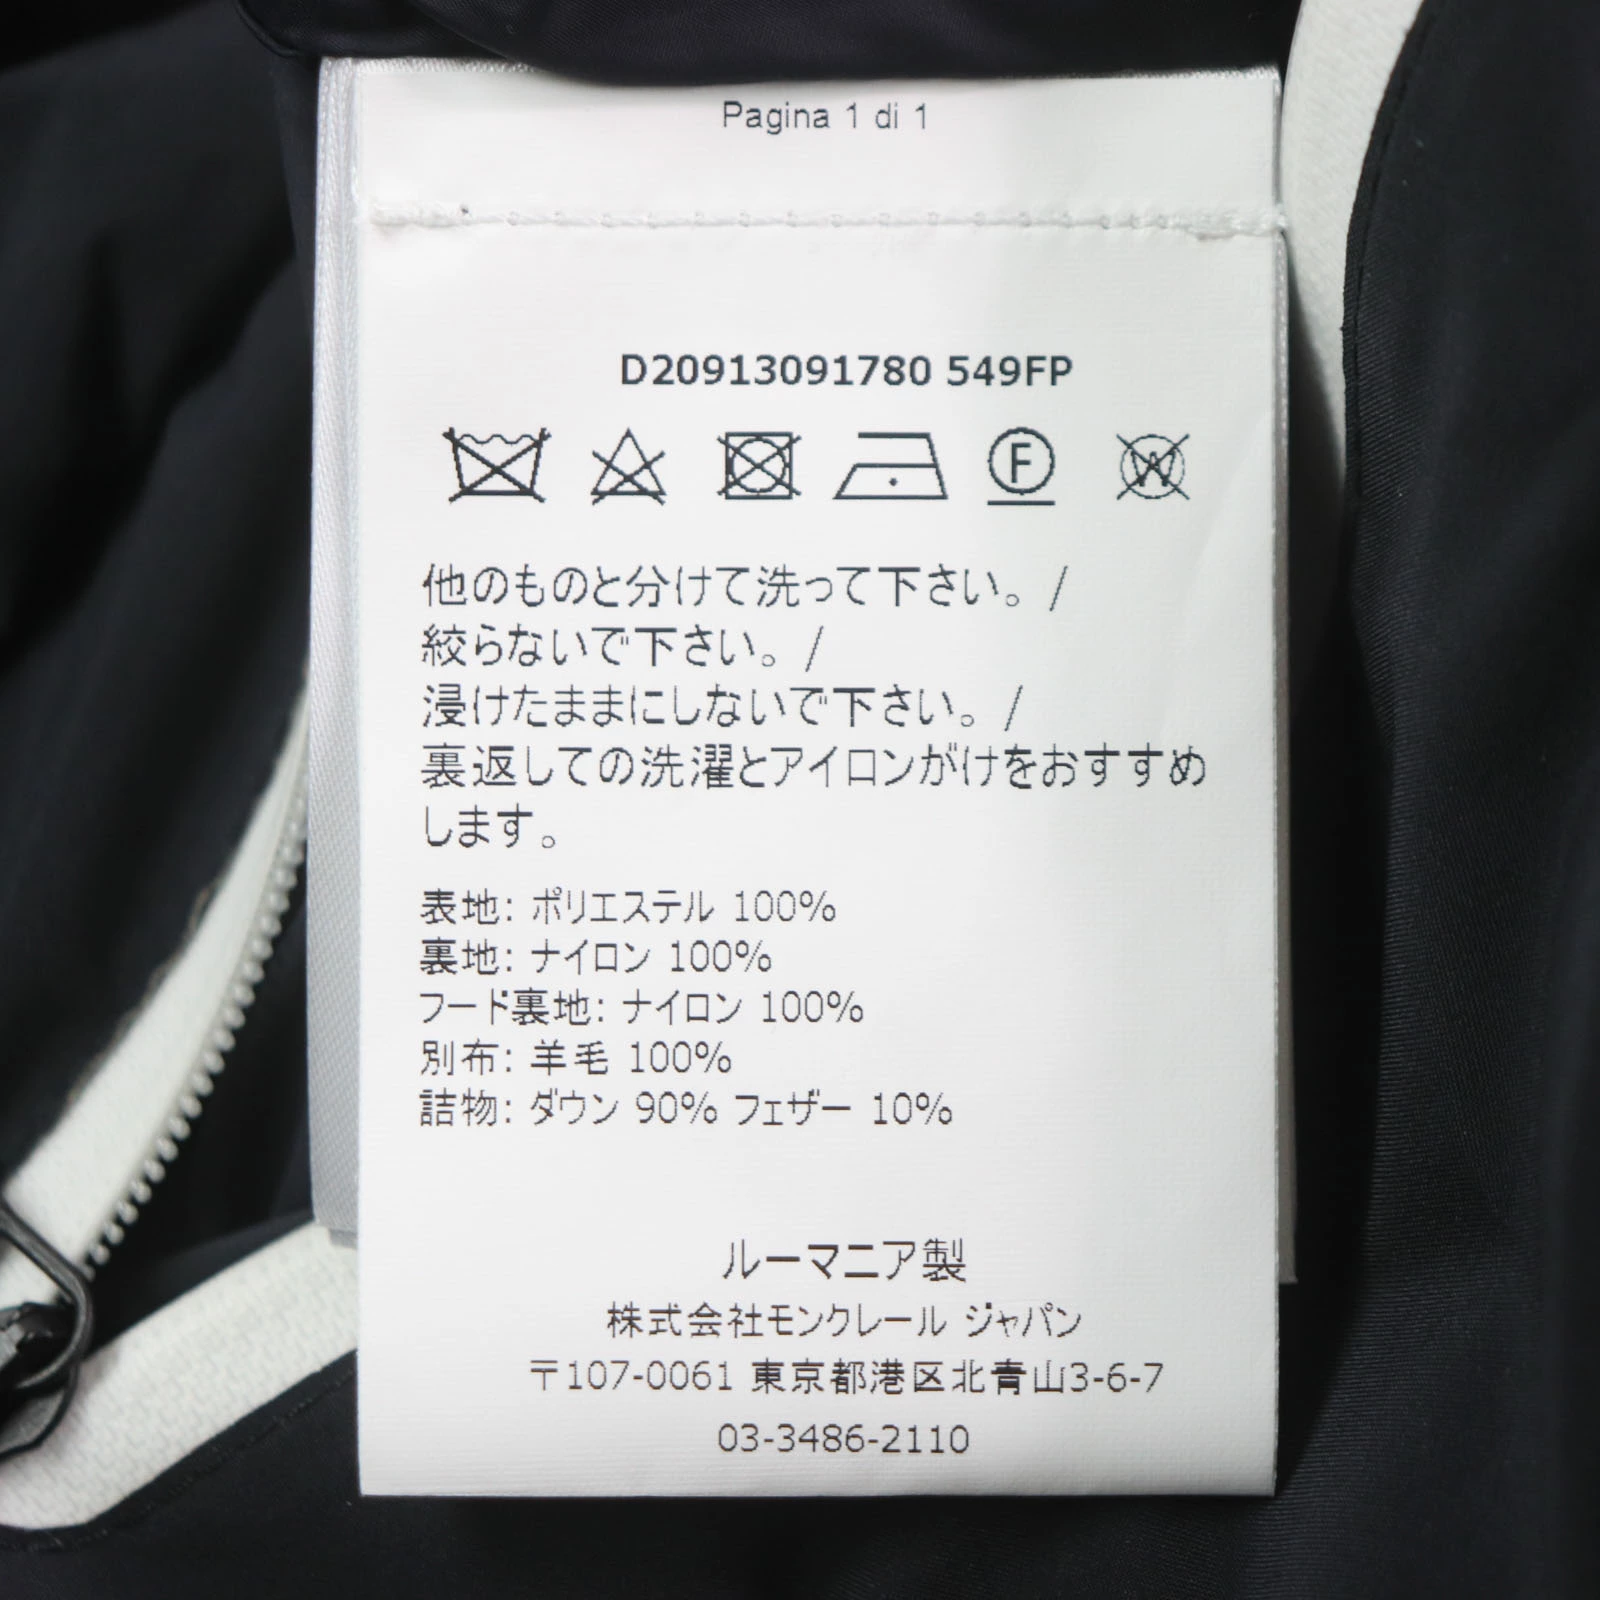 Pagina 1 di 1
D20913091780 549FP
F W
他のものと分けて洗って下さい。/
絞らないで下さい。/
浸けたままにしないで下さい。/
裏返しての洗濯とアイロンがけをおすすめ
します。
表地: ポリエステル 100%
裏地: ナイロン 100%
フード裏地: ナイロン 100%
別布: 羊毛 100%
詰物: ダウン 90% フェザー 10%
ルーマニア製
株式会社モンクレール ジャパン
〒107-0061 東京都港区北青山3-6-7
03-3486-2110